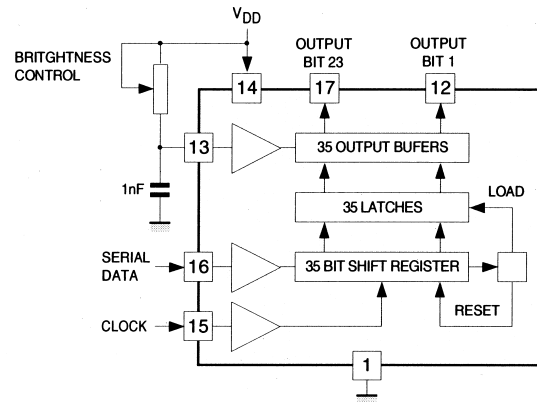 VDD
BRITGHTNESS
CONTROL
OUTPUT
BIT 23
OUTPUT
BIT 1
14
17
12
13
35 OUTPUT BUFERS
1nF
35 LATCHES
LOAD
SERIAL
DATA
16
35 BIT SHIFT REGISTER
RESET
CLOCK
15
1